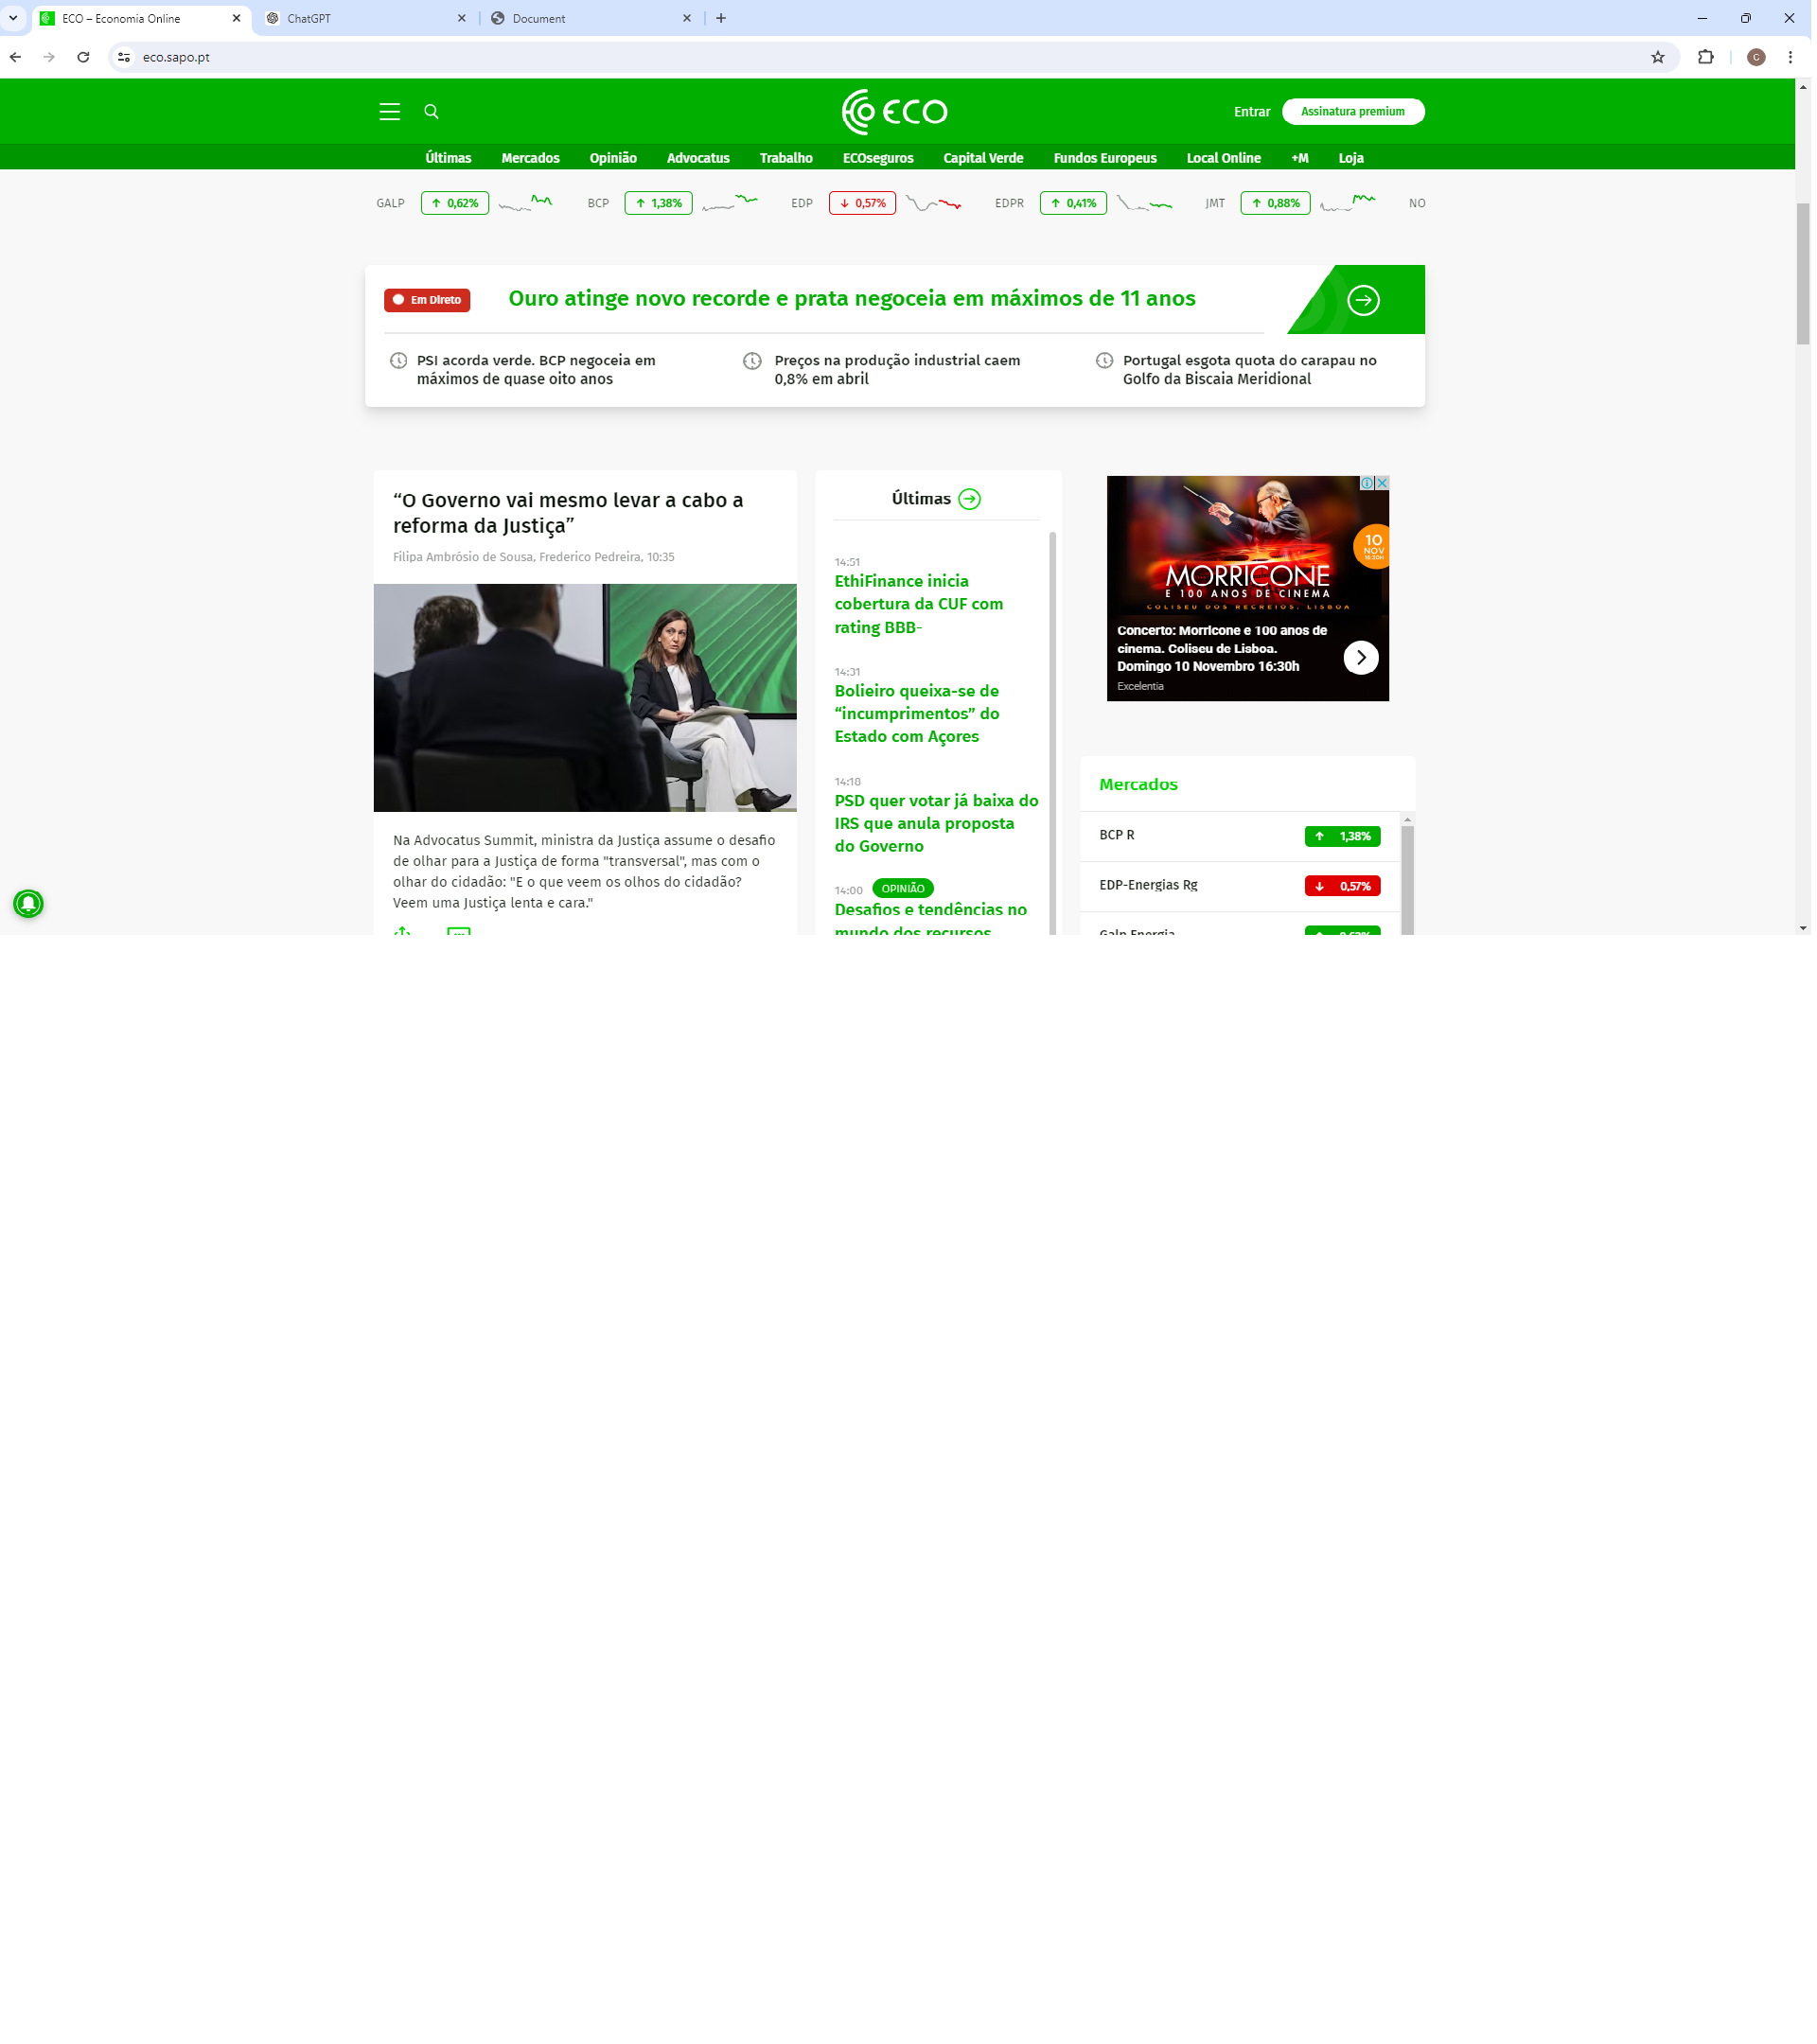 ECO – Economia Online
ChatGPT
Document
eco.sapo.pt
C
ECO
Entrar
Assinatura premium
Últimas Mercados Opinião Advocatus Trabalho ECOseguros Capital Verde Fundos Europeus Local Online +M Loja
GALP ↑ 0,62% BCP ↑ 1,38% EDP ↓ 0,57% EDPR ↑ 0,41% JMT ↑ 0,88% NO
Em Direto
Ouro atinge novo recorde e prata negoceia em máximos de 11 anos
PSI acorda verde. BCP negoceia em
máximos de quase oito anos
Preços na produção industrial caem
0,8% em abril
Portugal esgota quota do carapau no
Golfo da Biscaia Meridional
“O Governo vai mesmo levar a cabo a
reforma da Justiça”
Filipa Ambrósio de Sousa, Frederico Pedreira, 10:35
Na Advocatus Summit, ministra da Justiça assume o desafio
de olhar para a Justiça de forma "transversal", mas com o
olhar do cidadão: "E o que veem os olhos do cidadão?
Veem uma Justiça lenta e cara."
Últimas
14:51
EthiFinance inicia
cobertura da CUF com
rating BBB-
14:31
Bolieiro queixa-se de
“incumprimentos” do
Estado com Açores
14:18
PSD quer votar já baixa do
IRS que anula proposta
do Governo
14:00 OPINIÃO
Desafios e tendências no
mundo dos recursos
10
NOV
16:30H
MORRICONE
E 100 ANOS DE CINEMA
COLISEU DOS RECREIOS, LISBOA
Concerto: Morricone e 100 anos de
cinema. Coliseu de Lisboa.
Domingo 10 Novembro 16:30h
Excelentia
Mercados
BCP R ↑ 1,38%
EDP-Energias Rg ↓ 0,57%
Galp Energia ↑ 0,62%